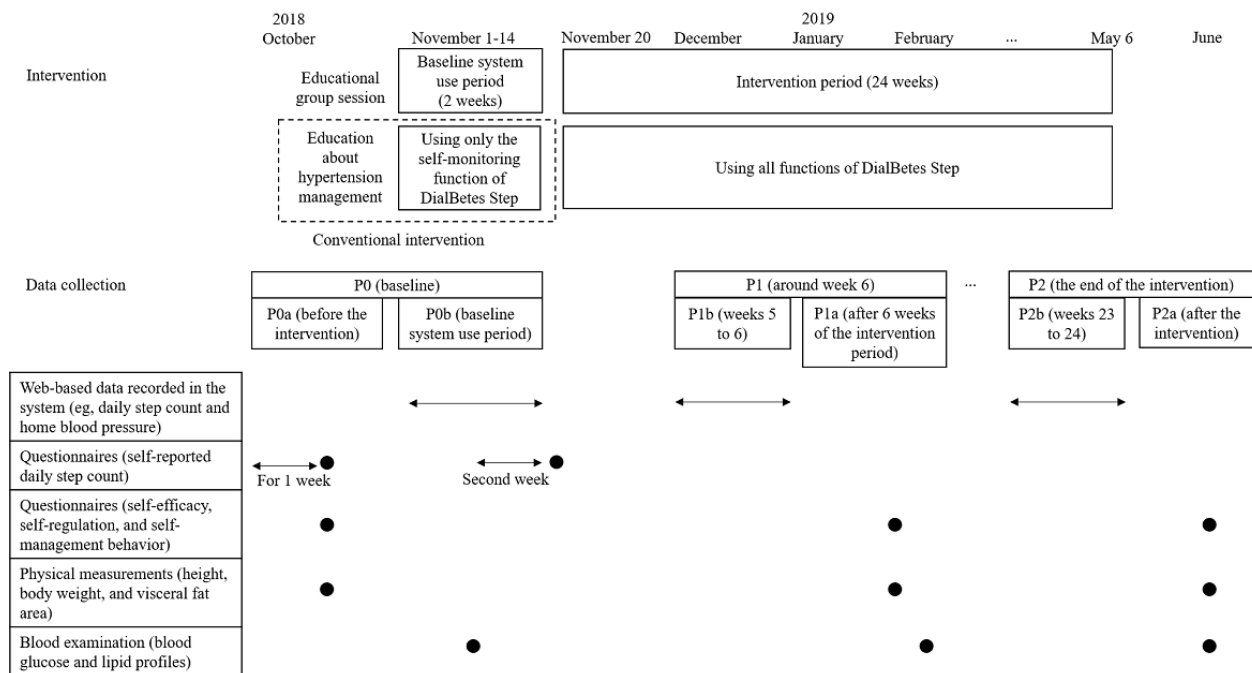 2018
October
November 1-14
November 20
December
2019
January
February
...
May 6
June
Intervention
Educational
group session
Baseline system
use period
(2 weeks)
Intervention period (24 weeks)
Education
about
hypertension
management
Using only the
self-monitoring
function of
DialBetes Step
Using all functions of DialBetes Step
Conventional intervention
Data collection
P0 (baseline)
P1 (around week 6)
...
P2 (the end of the intervention)
P0a (before the
intervention)
P0b (baseline
system use period)
P1b (weeks 5
to 6)
P1a (after 6
weeks of the
intervention
period)
P2b (weeks 23
to 24)
P2a (after the
intervention)
Web-based data recorded in the
system (eg, daily step count and
home blood pressure)
Questionnaires (self-reported
daily step count)
For 1 week
Second week
Questionnaires (self-efficacy,
self-regulation, and self-
management behavior)
Physical measurements (height,
body weight, and visceral fat
area)
Blood examination (blood
glucose and lipid profiles)